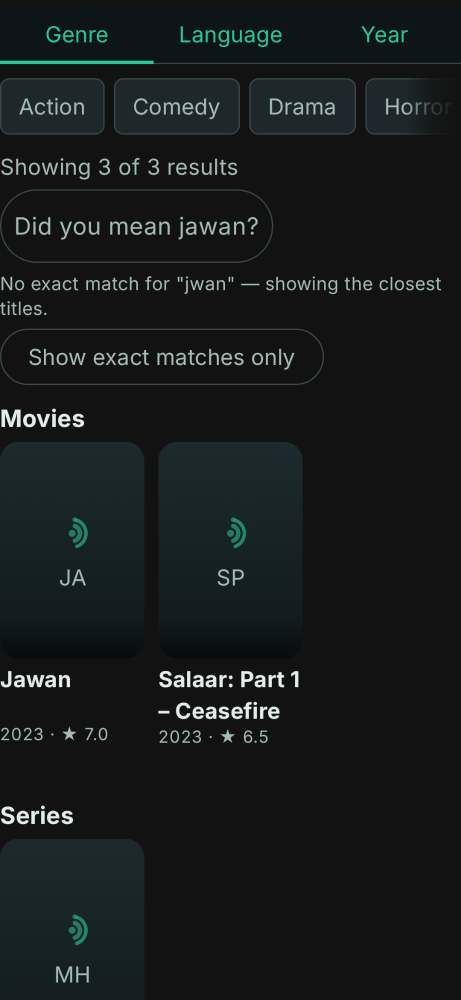 Genre Language Year
Action Comedy Drama Horror
Showing 3 of 3 results
Did you mean jawan?
No exact match for "jwan" — showing the closest
titles.
Show exact matches only
Movies
JA SP
Jawan
Salaar: Part 1
– Ceasefire
2023 · ★ 7.0
2023 · ★ 6.5
Series
MH